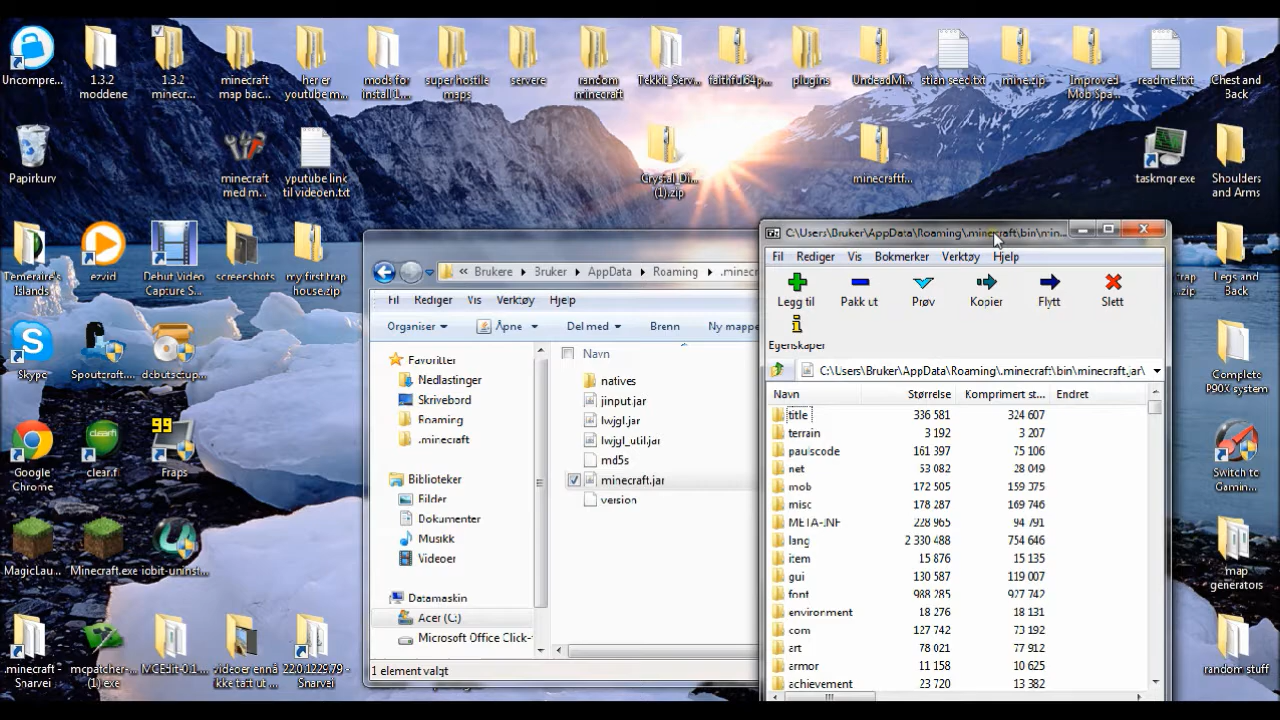 Uncompre...
1.3.2
moddene
1.3.2
minecr...
minecraft
map bac...
her er
youtube m...
mods for
install 1....
super hostile
maps
servere
random
minecraft
Tekkit_Serv...
faithful64p...
plugins
UndeadMi...
stian seec.txt
mine.zip
Improved
Mob Spa...
readme.txt
Chest and
Back
Papirkurv
minecraft
med m...
yputube link
til videoen.txt
Crystal Di...
(1).zip
minecraftf...
taskmgr.exe
Shoulders
and Arms
Temeraire's
Islands
ezvid
Debut Video
Capture S...
screenshots
my first trap
house.zip
Legs and
Back
Skype
Spoutcraft...
debutsetup...
Complete
P90X system
Google
Chrome
clear.fi
99
Fraps
Switch to
Gamin...
MagicLau...
Minecraft.exe
iobit-uninst...
map
generators
.minecraft -
Snarvei
mcpatcher-...
(1).exe
MCEdit-0.1...
videoer ennå
ikke tatt ut ...
22.0.1229.79 -
Snarvei
random stuff
« Brukere ▸ Bruker ▸ AppData ▸ Roaming ▸ .minecr
Fil Rediger Vis Verktøy Hjelp
Organiser Åpne Del med Brenn Ny mappe
Favoritter
Nedlastinger
Skrivebord
Roaming
.minecraft
Biblioteker
Bilder
Dokumenter
Musikk
Videoer
Datamaskin
Acer (C:)
Microsoft Office Click-
Navn
natives
jinput.jar
lwjgl.jar
lwjgl_util.jar
md5s
minecraft.jar
version
1 element valgt
C:\Users\Bruker\AppData\Roaming\.minecraft\bin\min...
Fil Rediger Vis Bokmerker Verktøy Hjelp
Legg til Pakk ut Prøv Kopier Flytt Slett
Egenskaper
C:\Users\Bruker\AppData\Roaming\.minecraft\bin\minecraft.jar\
Navn Størrelse Komprimert st... Endret
title 336 581 324 607
terrain 3 192 3 207
paulscode 161 397 75 106
net 53 082 28 049
mob 172 505 159 375
misc 178 287 169 746
META-INF 228 965 94 791
lang 2 330 488 754 646
item 15 876 15 135
gui 130 587 119 007
font 988 285 927 742
environment 18 276 18 131
com 127 742 73 192
art 78 021 77 912
armor 11 158 10 625
achievement 23 720 13 382